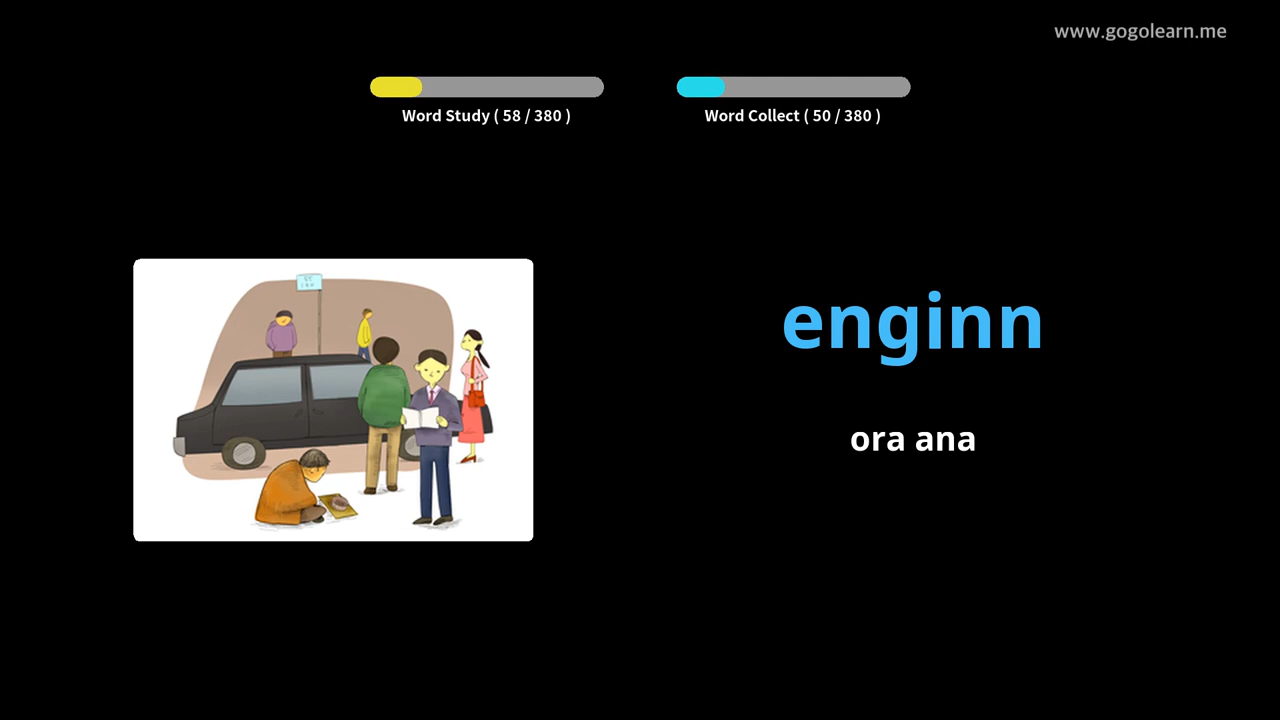 www.gogolearn.me
Word Study ( 58 / 380 )
Word Collect ( 50 / 380 )
enginn
ora ana